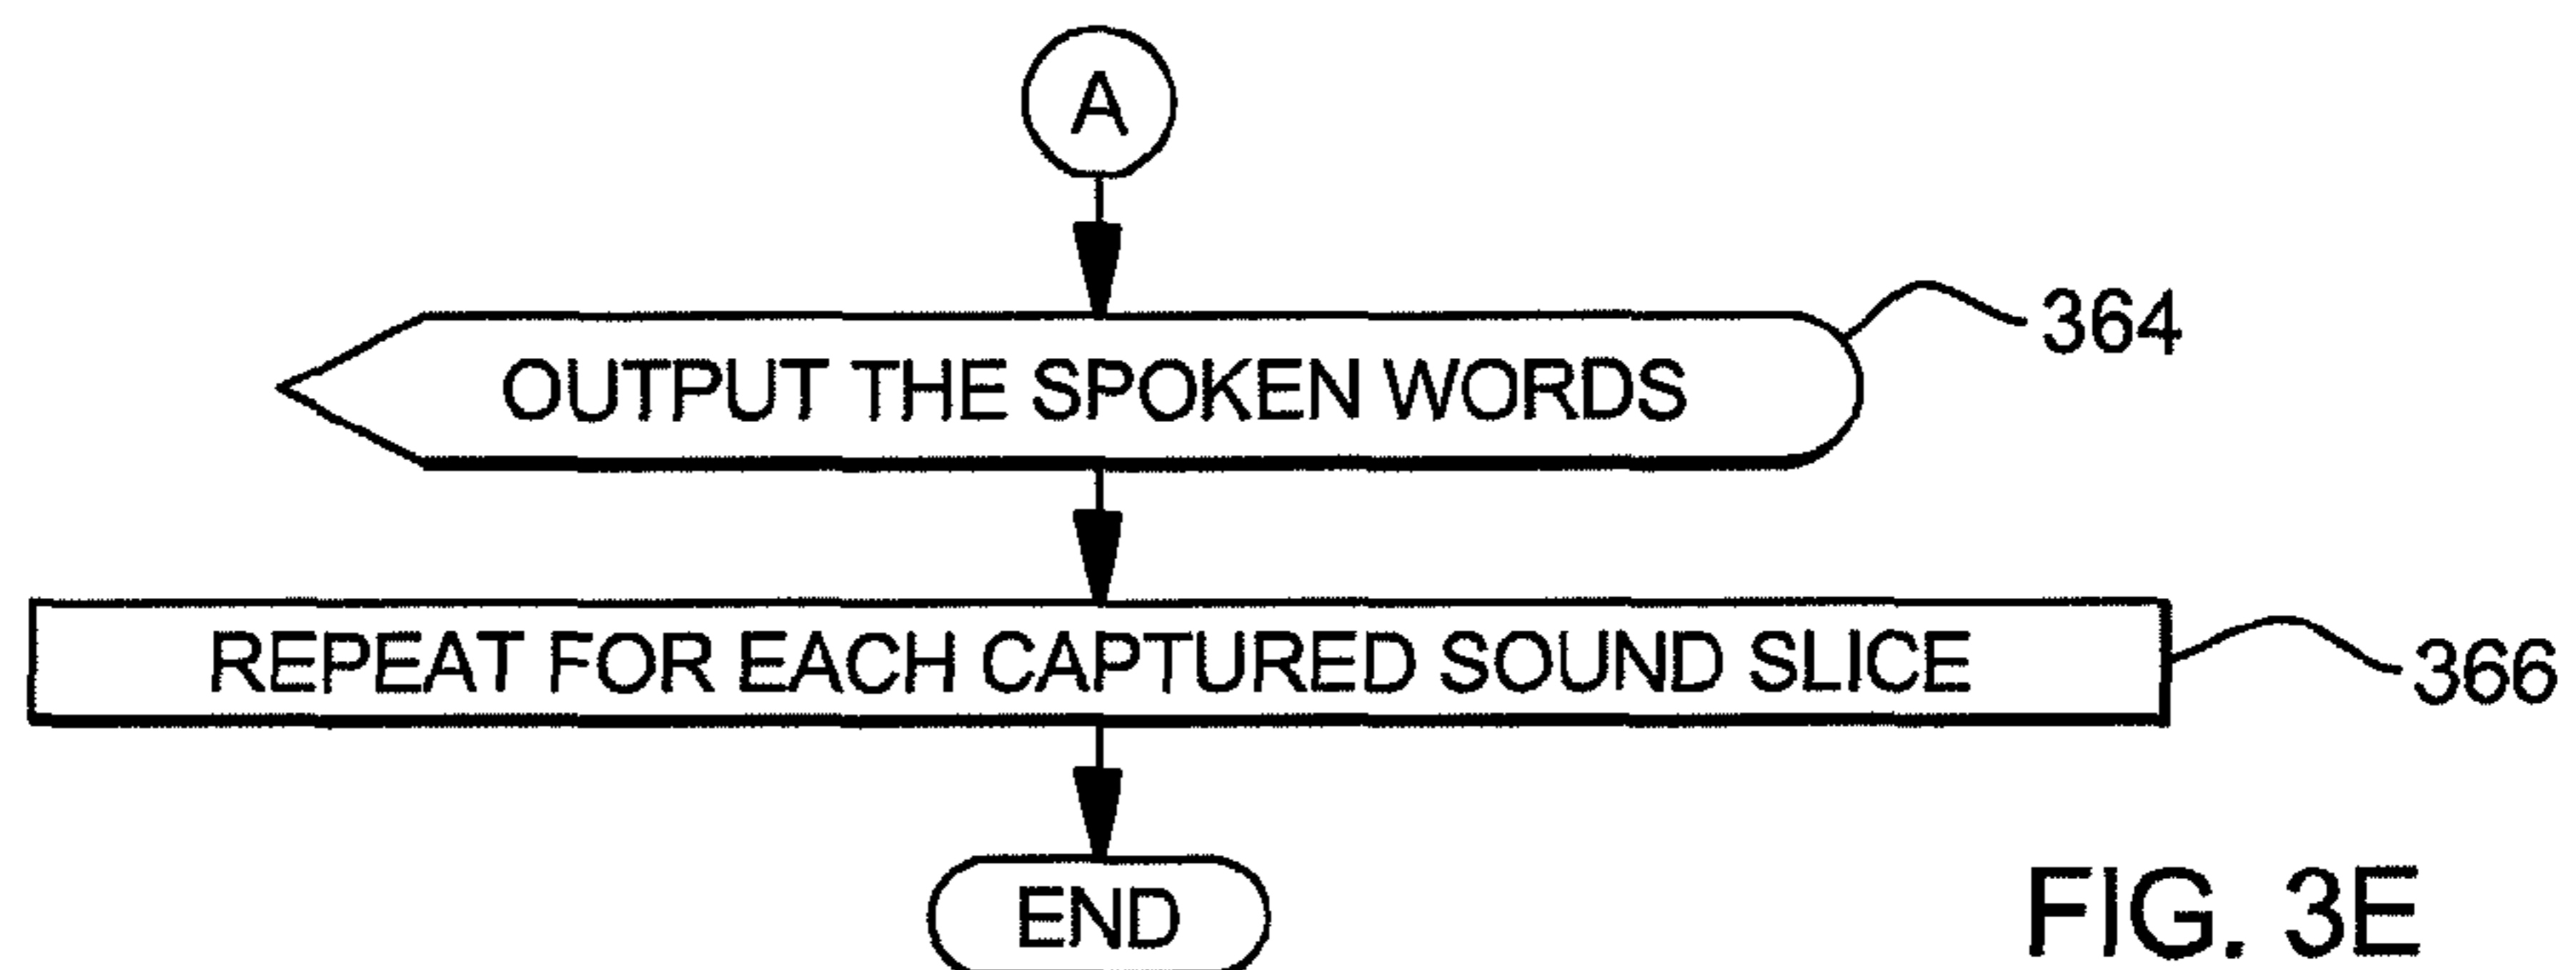 A
OUTPUT THE SPOKEN WORDS
364
REPEAT FOR EACH CAPTURED SOUND SLICE
366
END
FIG. 3E